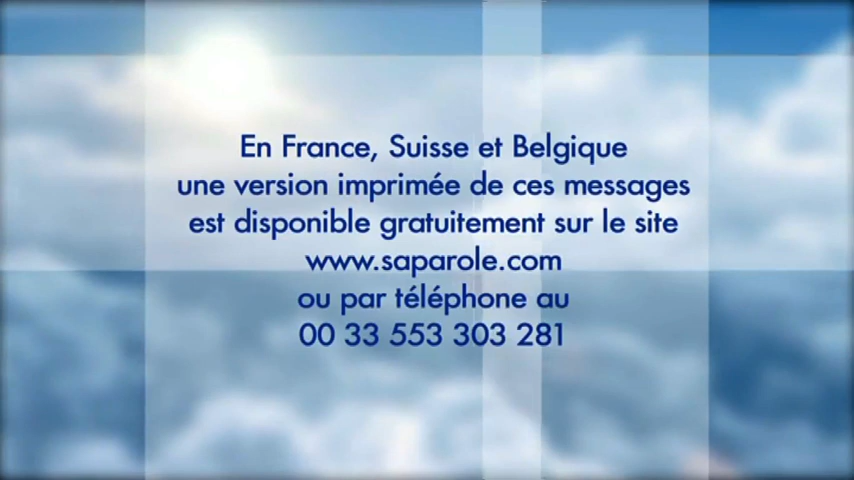 En France, Suisse et Belgique
une version imprimée de ces messages
est disponible gratuitement sur le site
www.saparole.com
ou par téléphone au
00 33 553 303 281